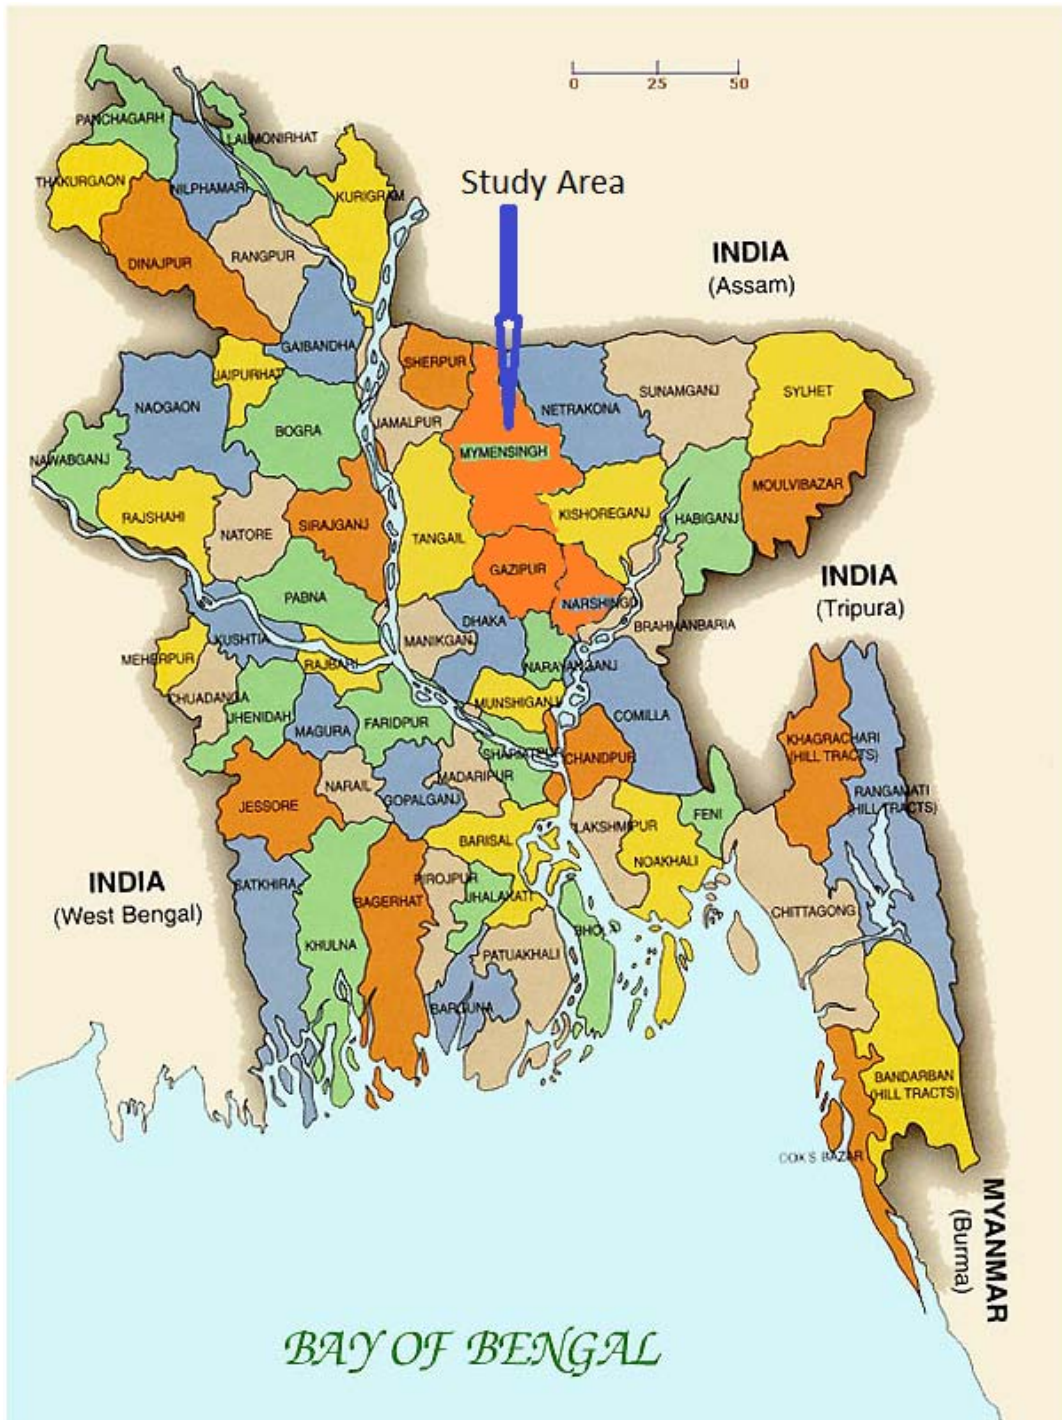 0 25 50
PANCHAGARH
LALMONIRHAT
THAKURGAON
NILPHAMARI
KURIGRAM
Study Area
DINAJPUR
RANGPUR
INDIA
(Assam)
GAIBANDHA
SHERPUR
JAIPURHAT
NAOGAON
BOGRA
JAMALPUR
NETRAKONA
SUNAMGANJ
SYLHET
NAWABGANJ
MYMENSINGH
MOULVIBAZAR
RAJSHAHI
NATORE
SIRAJGANJ
TANGAIL
KISHOREGANJ
HABIGANJ
GAZIPUR
INDIA
(Tripura)
PABNA
NARSHINGDI
KUSHTIA
MANIKGANJ
DHAKA
BRAHMANBARIA
MEHERPUR
RAJBARI
NARAYANGANJ
CHUADANGA
JHENIDAH
MAGURA
FARIDPUR
MUNSHIGANJ
COMILLA
SHARIATPUR
CHANDPUR
KHAGRACHARI
(HILL TRACTS)
JESSORE
NARAIL
GOPALGANJ
MADARIPUR
RANGAMATI
(HILL TRACTS)
FENI
LAKSHMIPUR
BARISAL
NOAKHALI
INDIA
(West Bengal)
SATKHIRA
PIROJPUR
JHALAKATI
BAGERHAT
CHITTAGONG
KHULNA
BHOLA
PATUAKHALI
BARGUNA
BANDARBAN
(HILL TRACTS)
COX'S BAZAR
MYANMAR
(Burma)
BAY OF BENGAL